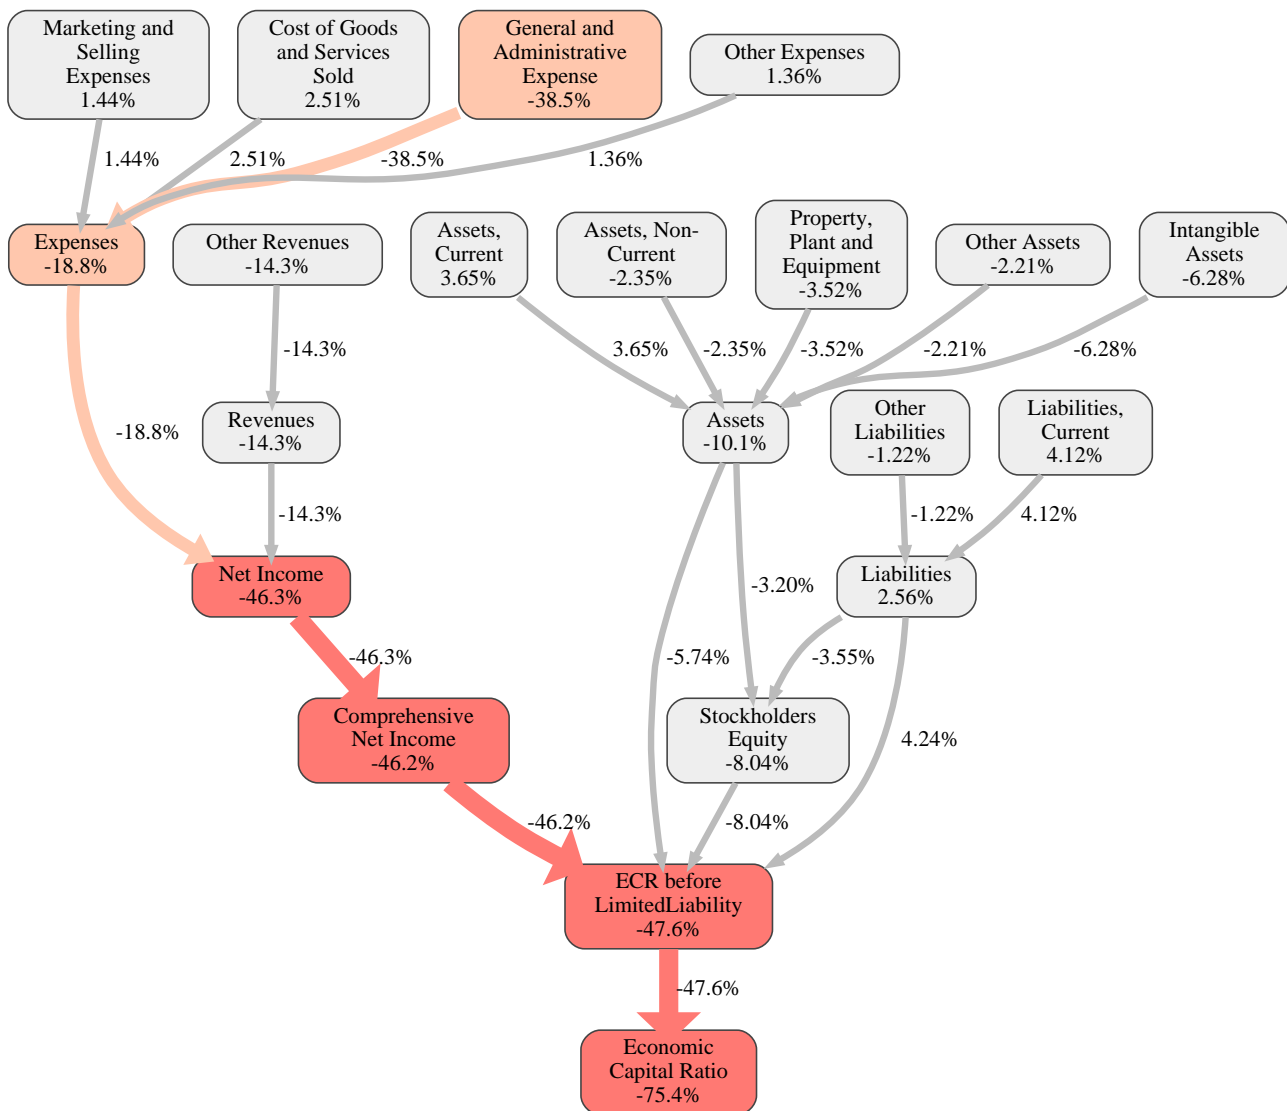 Marketing and
Selling
Expenses
1.44%
Cost of Goods
and Services
Sold
2.51%
General and
Administrative
Expense
-38.5%
Other Expenses
1.36%
1.44%
2.51%
-38.5%
1.36%
Expenses
-18.8%
Other Revenues
-14.3%
Assets,
Current
3.65%
Assets, Non-
Current
-2.35%
Property,
Plant and
Equipment
-3.52%
Other Assets
-2.21%
Intangible
Assets
-6.28%
-14.3%
3.65%
-2.35%
-3.52%
-2.21%
-6.28%
-18.8%
Revenues
-14.3%
Assets
-10.1%
Other
Liabilities
-1.22%
Liabilities,
Current
4.12%
-14.3%
-1.22%
4.12%
Net Income
-46.3%
-3.20%
Liabilities
2.56%
-46.3%
-5.74%
-3.55%
Comprehensive
Net Income
-46.2%
Stockholders
Equity
-8.04%
4.24%
-46.2%
-8.04%
ECR before
LimitedLiability
-47.6%
-47.6%
Economic
Capital Ratio
-75.4%